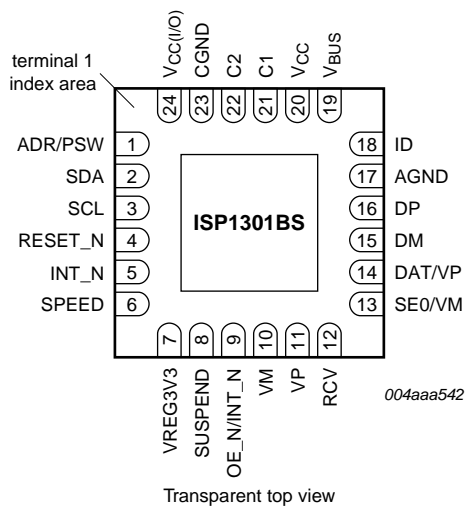 terminal 1
index area
VCC(I/O)
CGND
C2
C1
VCC
VBUS
24
23
22
21
20
19
ADR/PSW 1
SDA 2
SCL 3
RESET_N 4
INT_N 5
SPEED 6
ISP1301BS
18 ID
17 AGND
16 DP
15 DM
14 DAT/VP
13 SE0/VM
7
8
9
10
11
12
VREG3V3
SUSPEND
OE_N/INT_N
VM
VP
RCV
004aaa542
Transparent top view